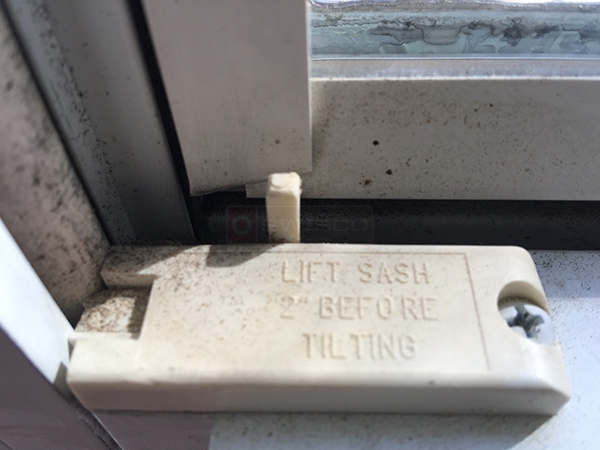 LIFT SASH
2" BEFORE
TILTING